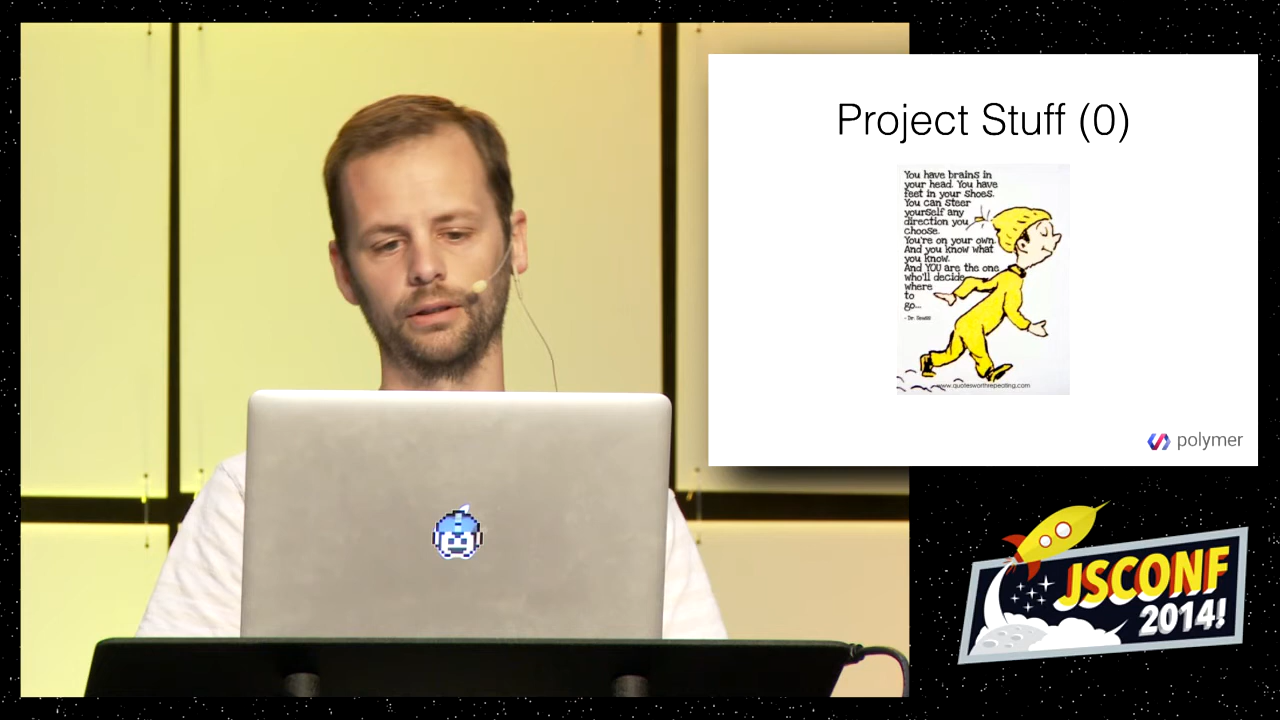 Project Stuff (0)
You have brains in
your head. You have
feet in your shoes.
You can steer
yourself any
direction you
choose.
You're on your own.
And you know what
you know.
And YOU are the one
who'll decide
where
to
go...
- Dr. Seuss
www.quotesworthrepeating.com
polymer
JSCONF
2014!